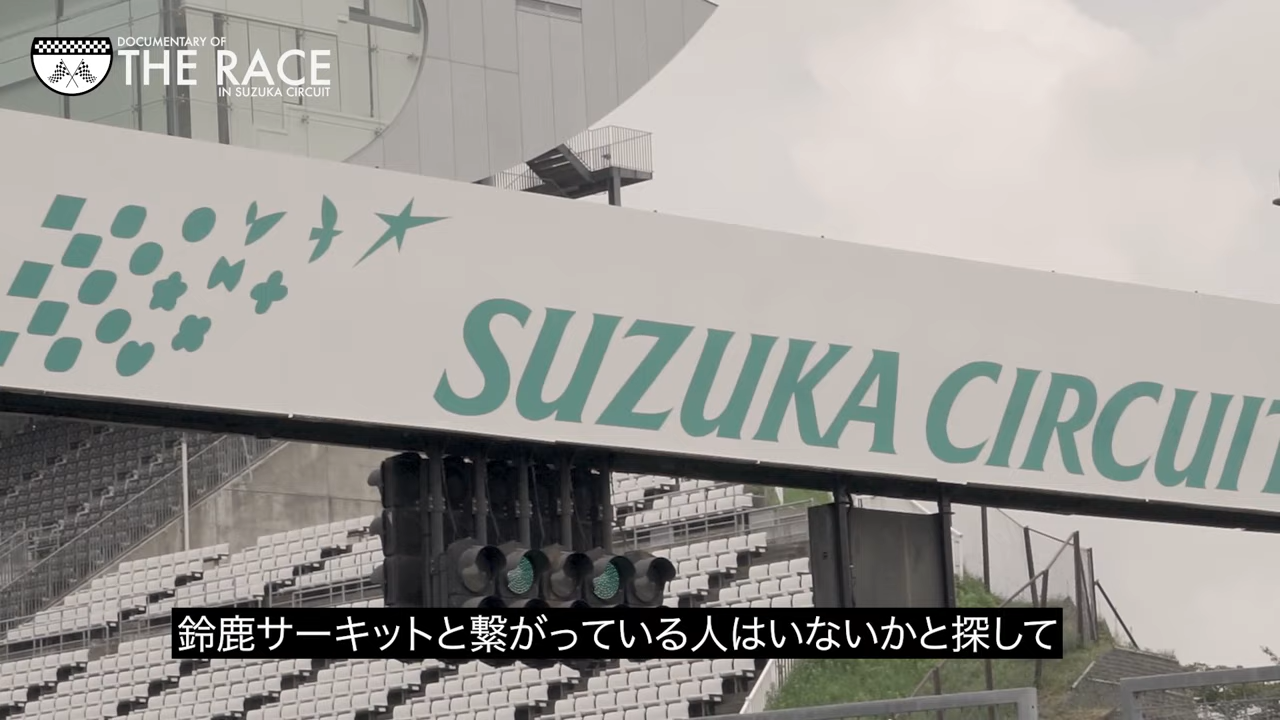 DOCUMENTARY OF
THE RACE
IN SUZUKA CIRCUIT
SUZUKA CIRCUIT
鈴鹿サーキットと繋がっている人はいないかと探して